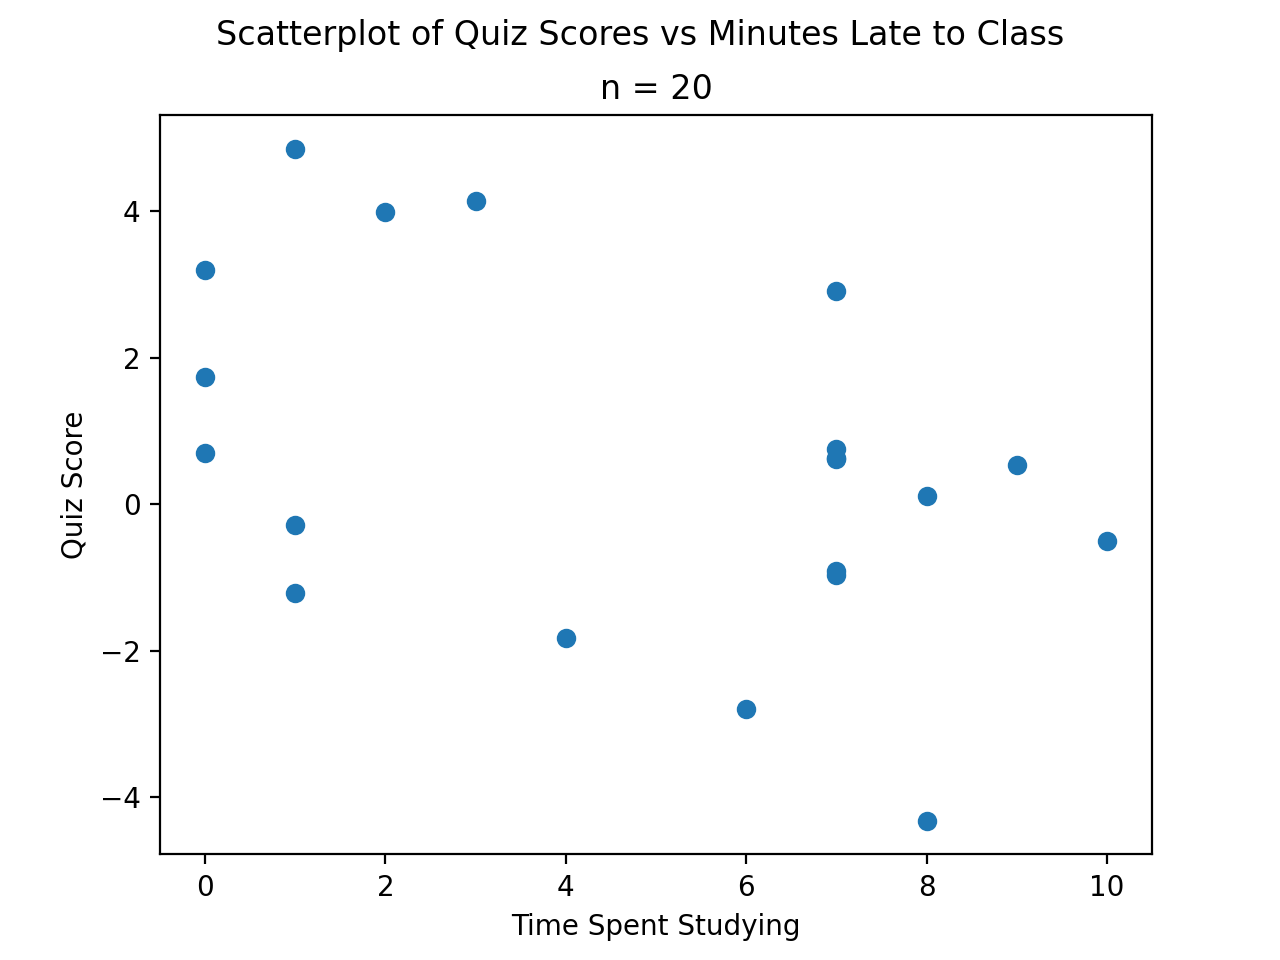 Scatterplot of Quiz Scores vs Minutes Late to Class
n = 20
4
2
0
−2
−4
Quiz Score
0 2 4 6 8 10
Time Spent Studying